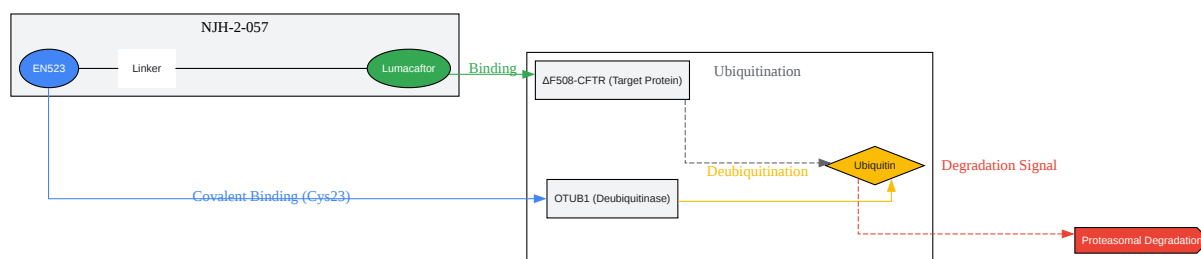 NJH-2-057
EN523
Linker
Lumacaftor
Binding
ΔF508-CFTR (Target Protein)
Ubiquitination
Covalent Binding (Cys23)
OTUB1 (Deubiquitinase)
Deubiquitination
Ubiquitin
Degradation Signal
Proteasomal Degradation